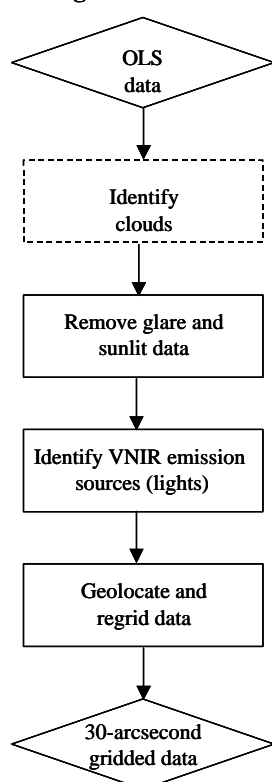 OLS
data
Identify
clouds
Remove glare and
sunlit data
Identify VNIR emission
sources (lights)
Geolocate and
regrid data
30-arcsecond
gridded data